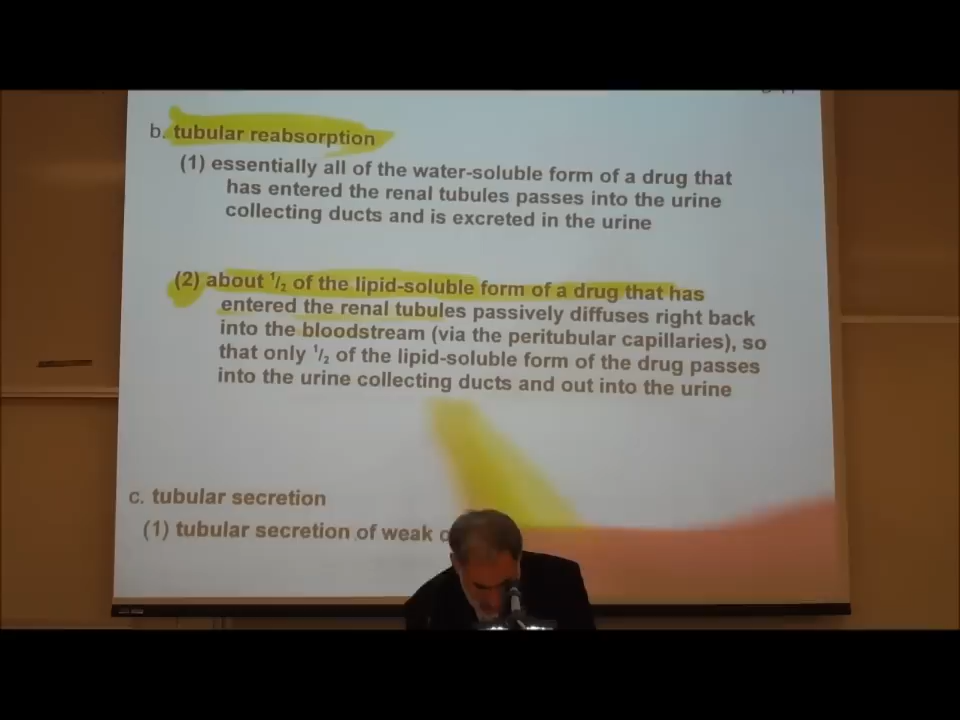 b. tubular reabsorption
(1) essentially all of the water-soluble form of a drug that
has entered the renal tubules passes into the urine
collecting ducts and is excreted in the urine
(2) about 1/2 of the lipid-soluble form of a drug that has
entered the renal tubules passively diffuses right back
into the bloodstream (via the peritubular capillaries), so
that only 1/2 of the lipid-soluble form of the drug passes
into the urine collecting ducts and out into the urine
c. tubular secretion
(1) tubular secretion of weak